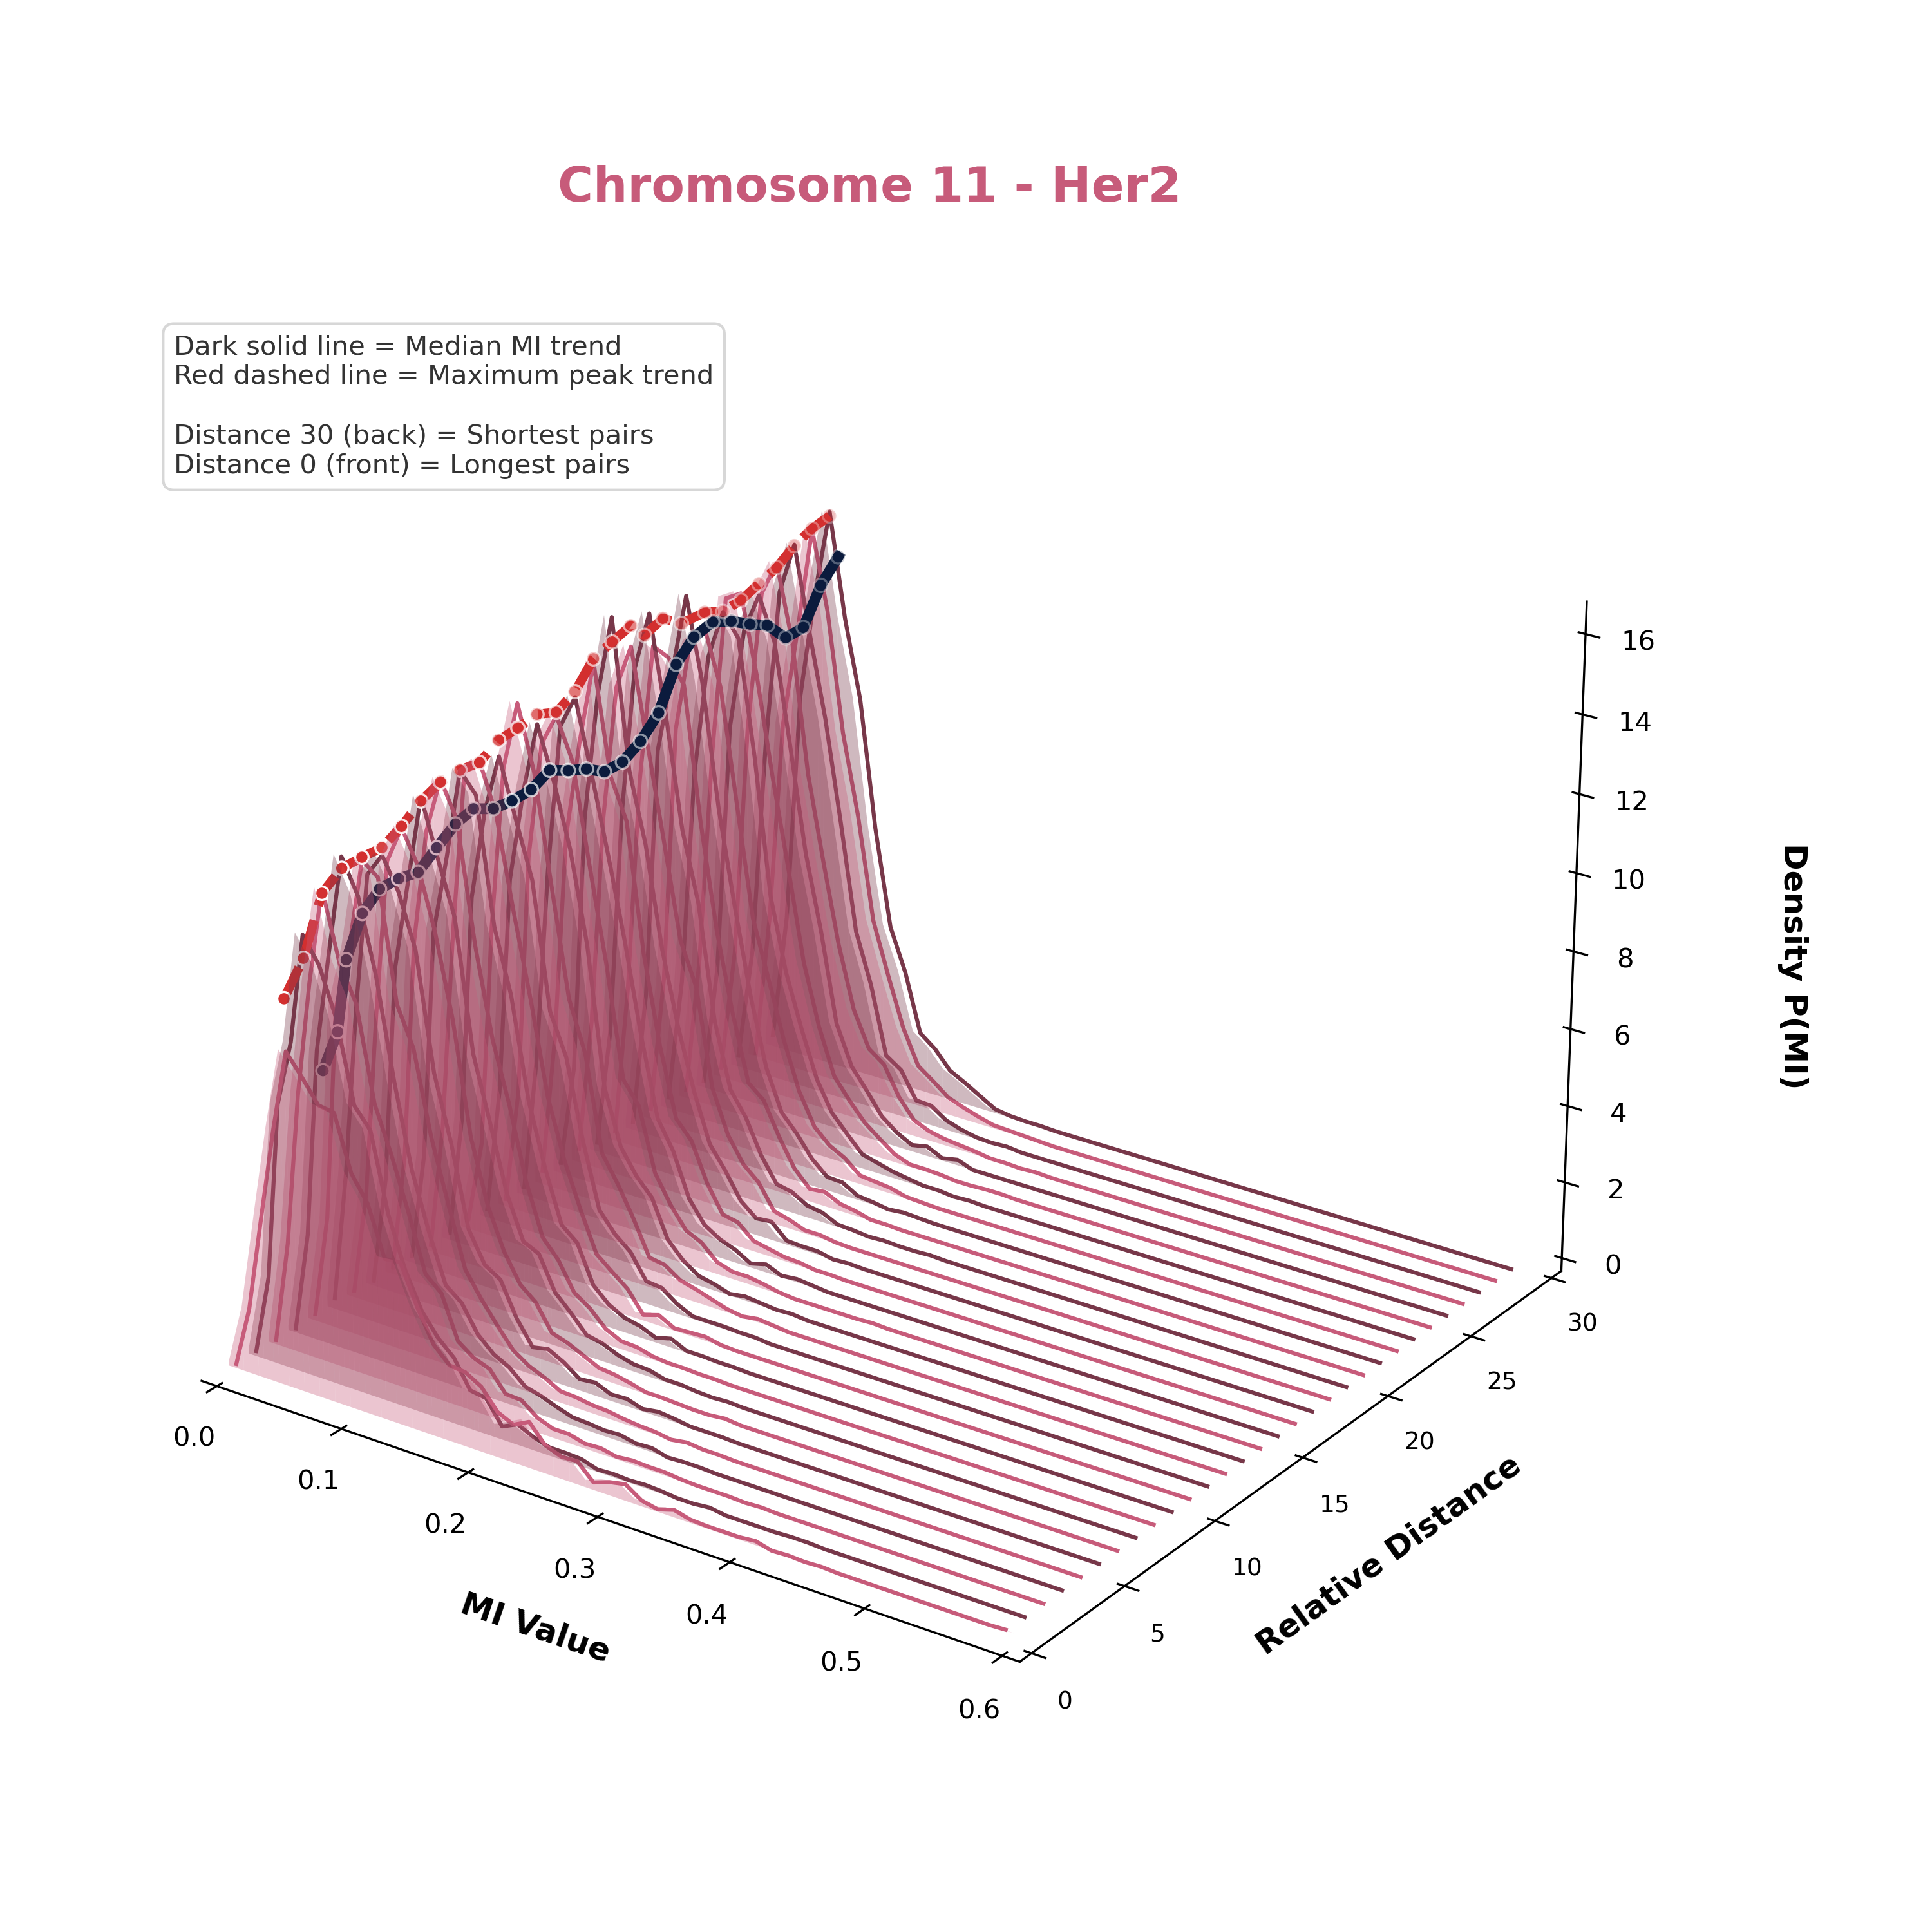 Chromosome 11 - Her2
Dark solid line = Median MI trend
Red dashed line = Maximum peak trend
Distance 30 (back) = Shortest pairs
Distance 0 (front) = Longest pairs
16
14
12
10
8
6
4
2
0
Density P(MI)
30
25
20
15
10
5
0
Relative Distance
0.0
0.1
0.2
0.3
0.4
0.5
0.6
MI Value